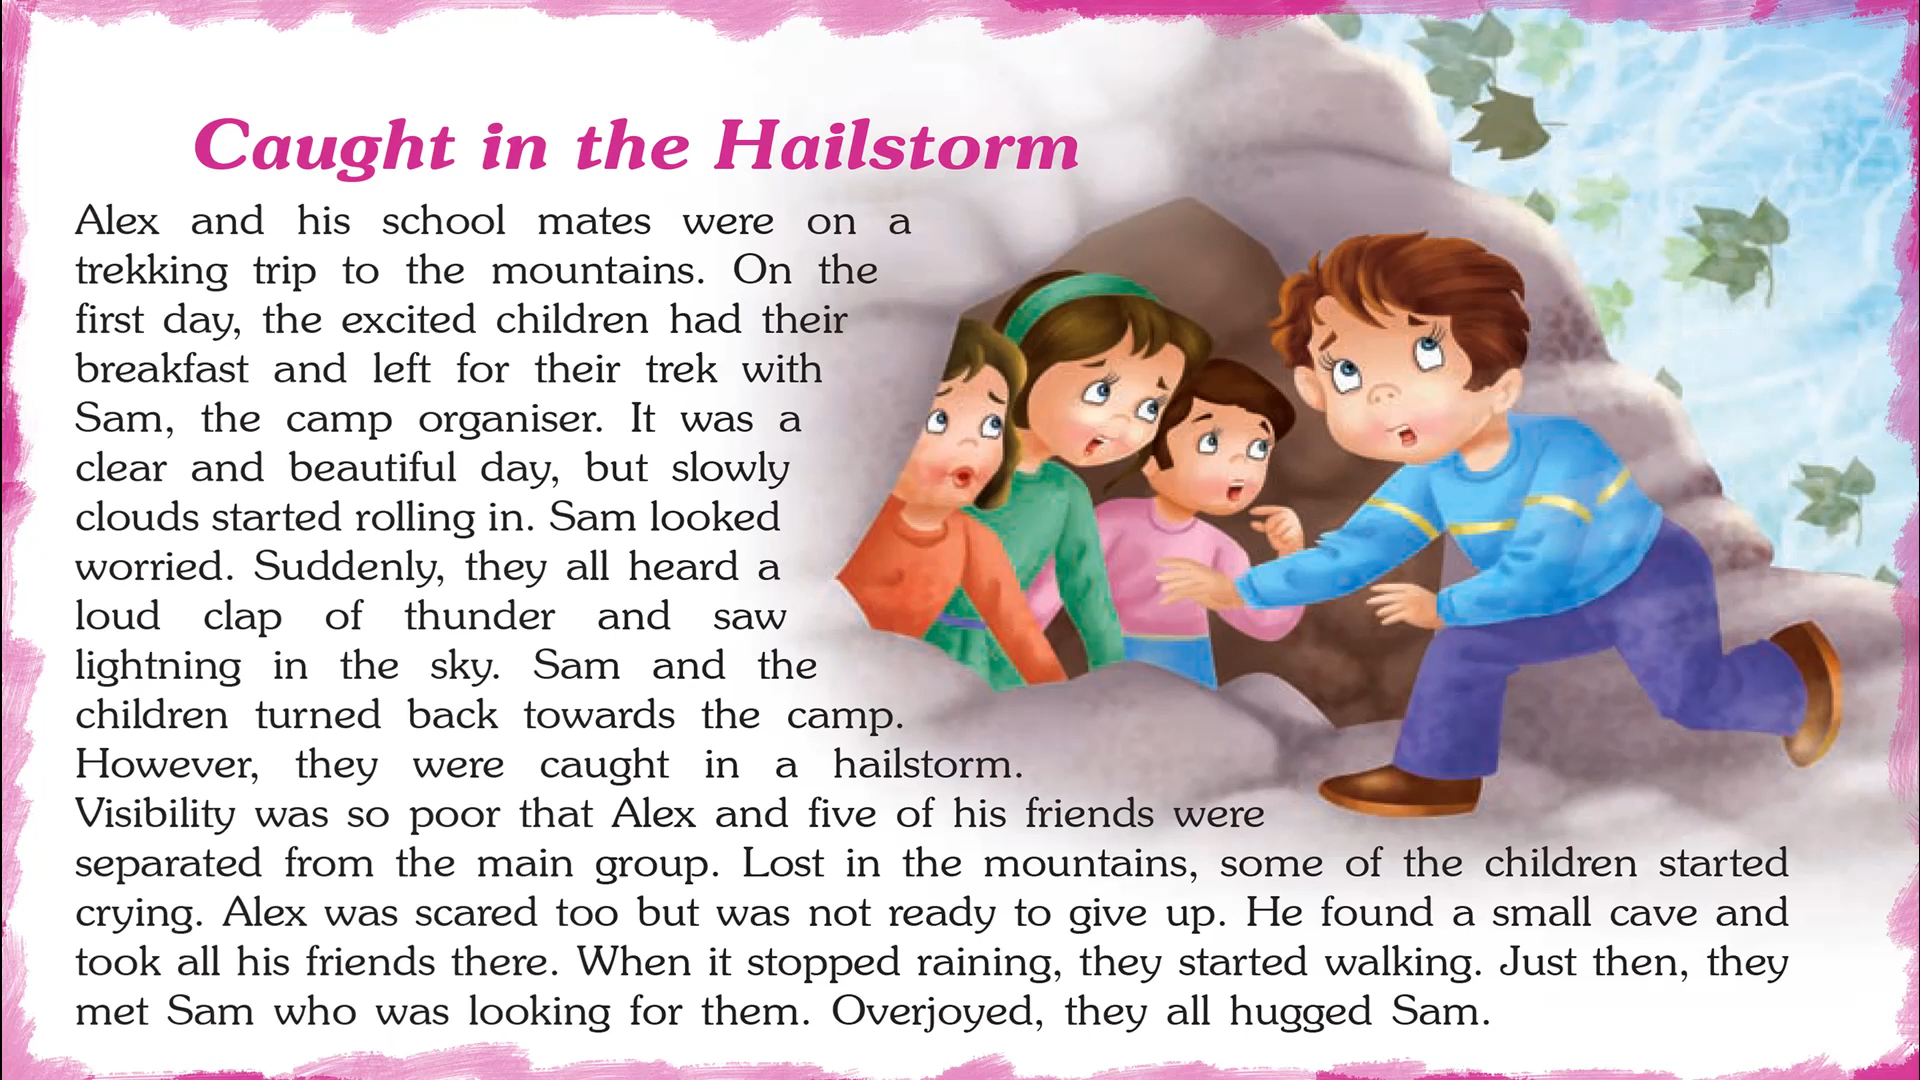 Caught in the Hailstorm
Alex and his school mates were on a
trekking trip to the mountains. On the
first day, the excited children had their
breakfast and left for their trek with
Sam, the camp organiser. It was a
clear and beautiful day, but slowly
clouds started rolling in. Sam looked
worried. Suddenly, they all heard a
loud clap of thunder and saw
lightning in the sky. Sam and the
children turned back towards the camp.
However, they were caught in a hailstorm.
Visibility was so poor that Alex and five of his friends were
separated from the main group. Lost in the mountains, some of the children started
crying. Alex was scared too but was not ready to give up. He found a small cave and
took all his friends there. When it stopped raining, they started walking. Just then, they
met Sam who was looking for them. Overjoyed, they all hugged Sam.